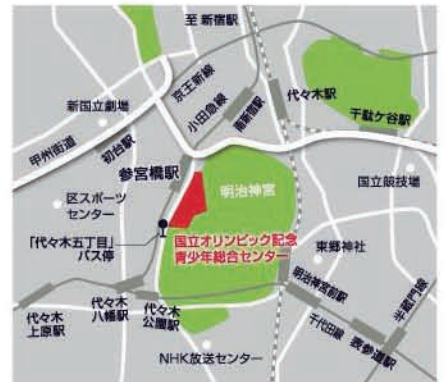 至 新宿駅
京王新線
小田急線
南新宿駅
代々木駅
千駄ケ谷駅
新国立劇場
初台駅
甲州街道
参宮橋駅
明治神宮
国立競技場
区スポーツ
センター
「代々木五丁目」
バス停
国立オリンピック記念
青少年総合センター
東郷神社
明治神宮前駅
半蔵門線
千代田線
表参道駅
代々木
上原駅
代々木
八幡駅
代々木
公園駅
NHK放送センター